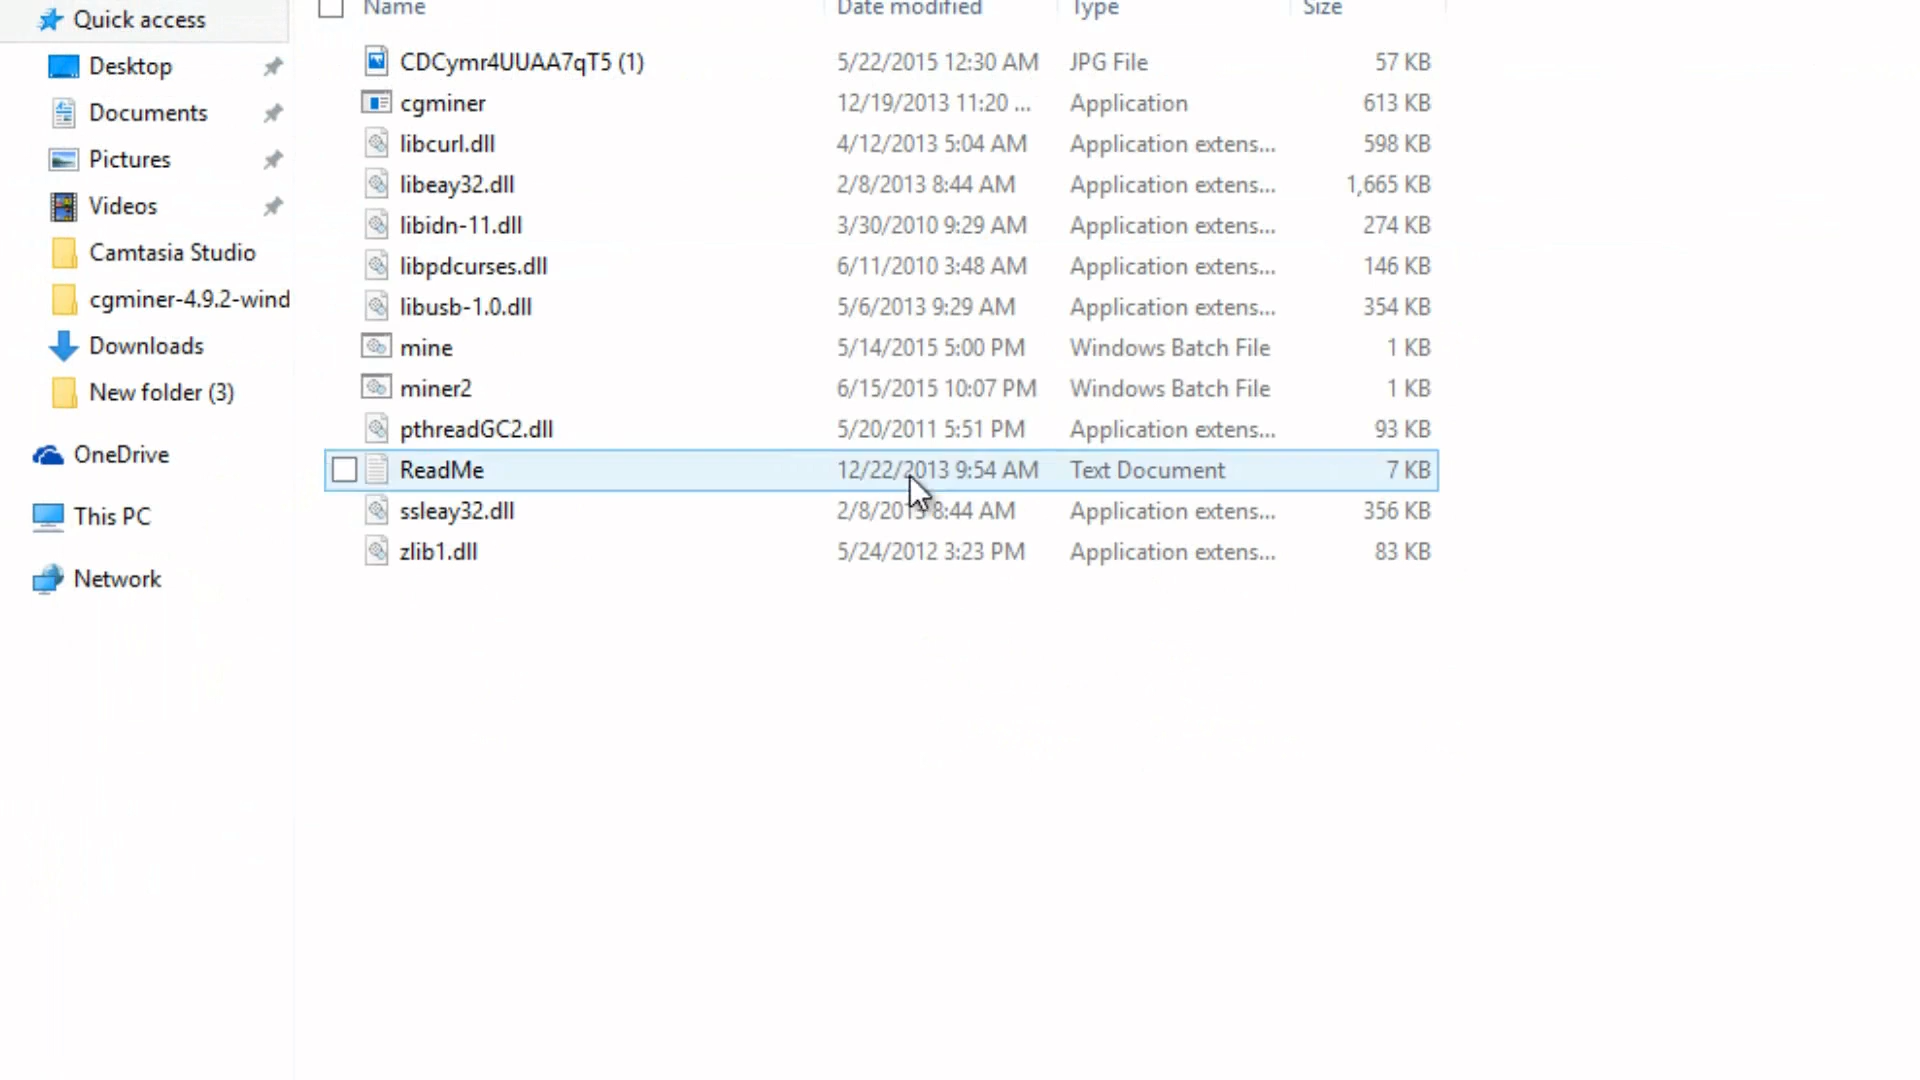 Quick access
Desktop
Documents
Pictures
Videos
Camtasia Studio
cgminer-4.9.2-wind
Downloads
New folder (3)
OneDrive
This PC
Network
Name Date modified Type Size
CDCymr4UUAA7qT5 (1) 5/22/2015 12:30 AM JPG File 57 KB
cgminer 12/19/2013 11:20 ... Application 613 KB
libcurl.dll 4/12/2013 5:04 AM Application extens... 598 KB
libeay32.dll 2/8/2013 8:44 AM Application extens... 1,665 KB
libidn-11.dll 3/30/2010 9:29 AM Application extens... 274 KB
libpdcurses.dll 6/11/2010 3:48 AM Application extens... 146 KB
libusb-1.0.dll 5/6/2013 9:29 AM Application extens... 354 KB
mine 5/14/2015 5:00 PM Windows Batch File 1 KB
miner2 6/15/2015 10:07 PM Windows Batch File 1 KB
pthreadGC2.dll 5/20/2011 5:51 PM Application extens... 93 KB
ReadMe 12/22/2013 9:54 AM Text Document 7 KB
ssleay32.dll 2/8/2013 8:44 AM Application extens... 356 KB
zlib1.dll 5/24/2012 3:23 PM Application extens... 83 KB